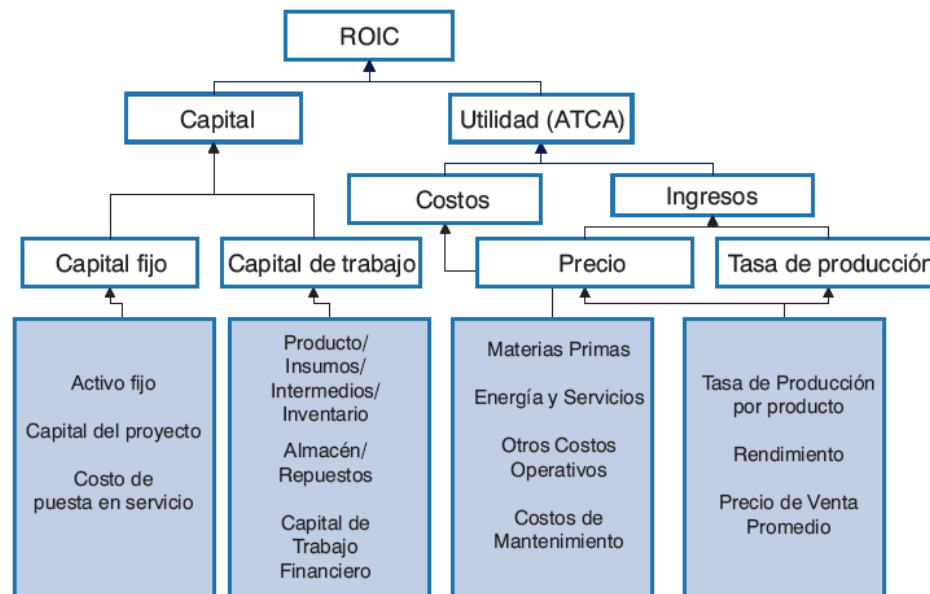 ROIC
Capital
Utilidad (ATCA)
Costos
Ingresos
Capital fijo
Capital de trabajo
Precio
Tasa de producción
Activo fijo
Capital del proyecto
Costo de
puesta en servicio
Producto/
Insumos/
Intermedios/
Inventario
Almacén/
Repuestos
Capital de
Trabajo
Financiero
Materias Primas
Energía y Servicios
Otros Costos
Operativos
Costos de
Mantenimiento
Tasa de Producción
por producto
Rendimiento
Precio de Venta
Promedio